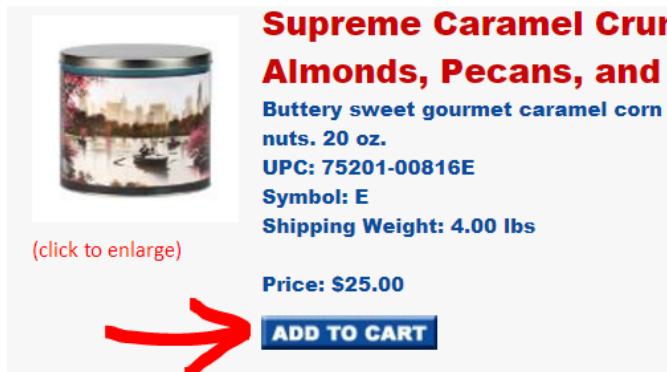 Supreme Caramel Crun
Almonds, Pecans, and
Buttery sweet gourmet caramel corn
nuts. 20 oz.
UPC: 75201-00816E
Symbol: E
Shipping Weight: 4.00 lbs
(click to enlarge)
Price: $25.00
ADD TO CART